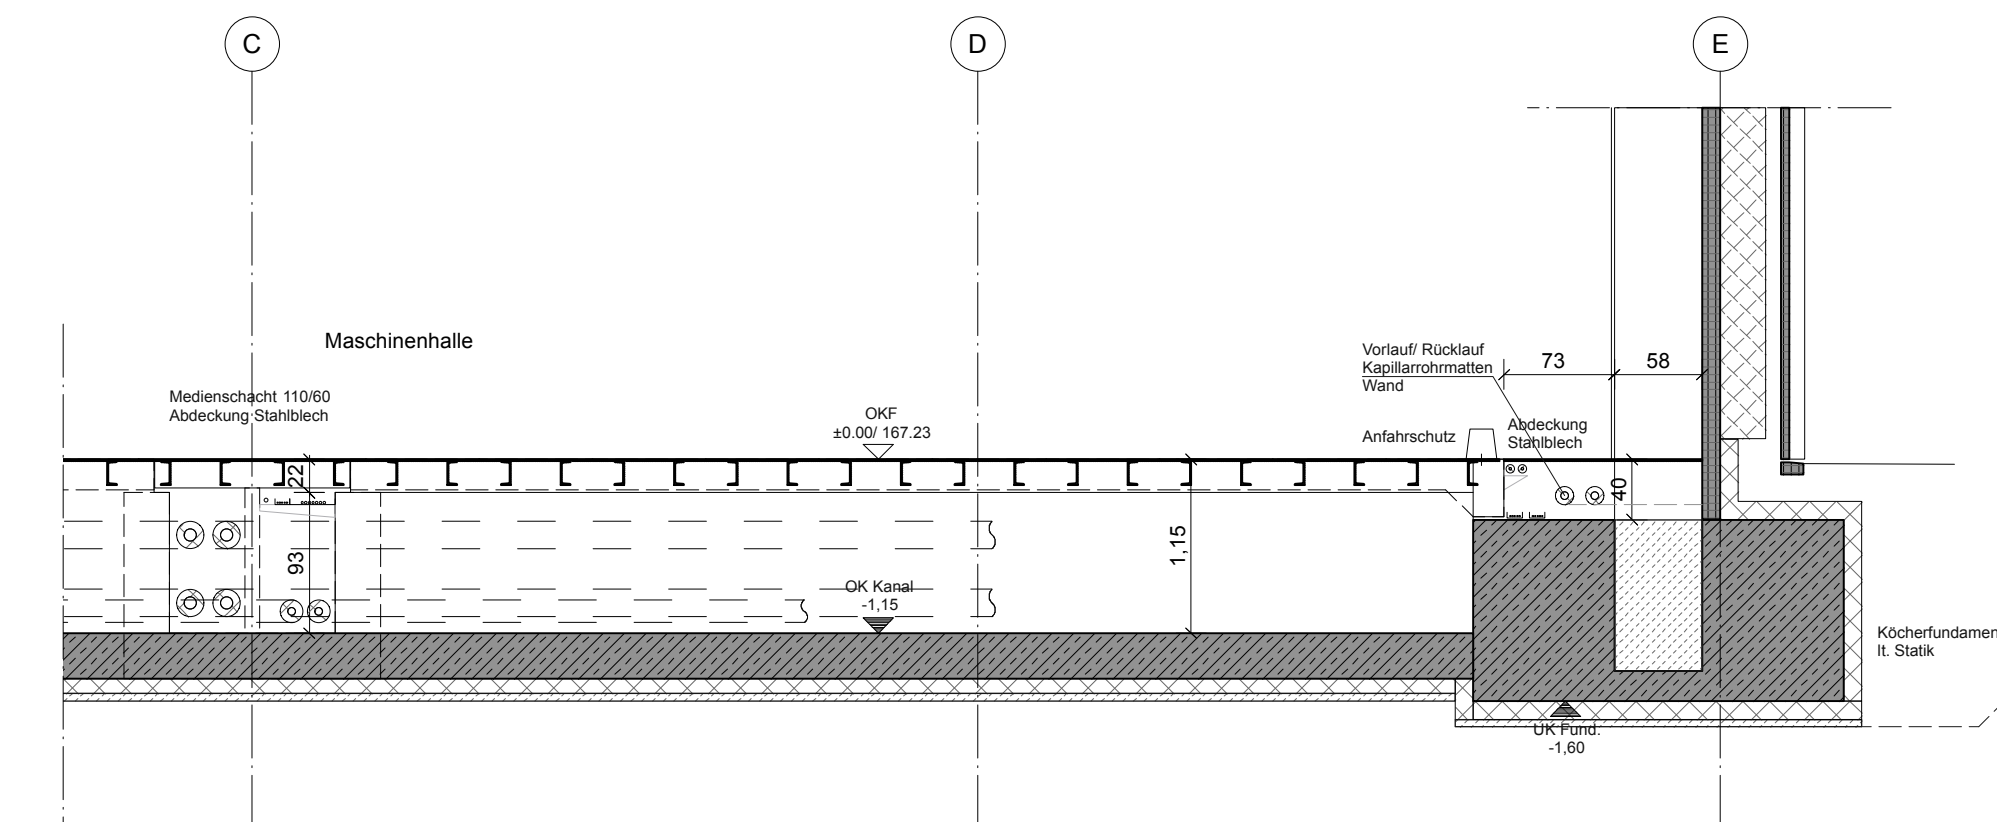 C
D
E
Maschinenhalle
Medienschacht 110/60
Abdeckung Stahlblech
OKF
±0.00/ 167.23
Vorlauf/ Rücklauf
Kapillarrohrmatten
Wand
73
58
Anfahrschutz
Abdeckung
Stahlblech
22
40
93
1,15
OK Kanal
-1,15
Köcherfundamen
lt. Statik
UK Fund.
-1,60